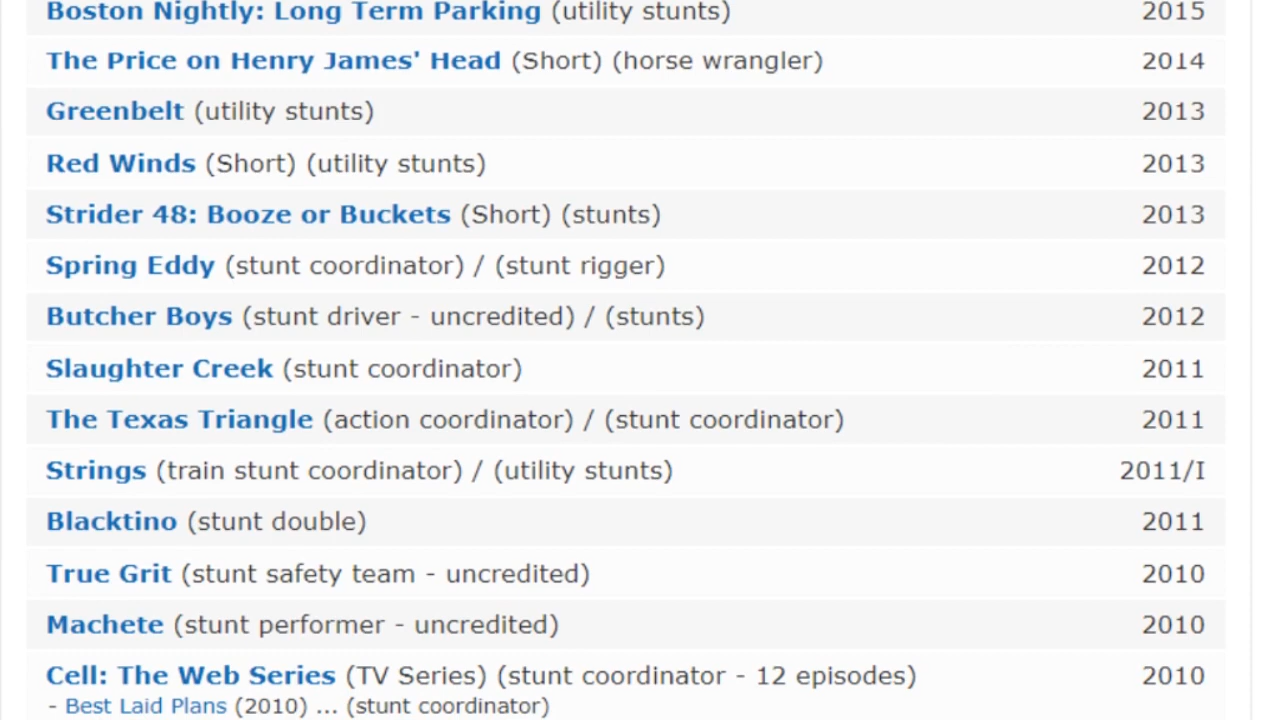 Boston Nightly: Long Term Parking (utility stunts) 2015
The Price on Henry James' Head (Short) (horse wrangler) 2014
Greenbelt (utility stunts) 2013
Red Winds (Short) (utility stunts) 2013
Strider 48: Booze or Buckets (Short) (stunts) 2013
Spring Eddy (stunt coordinator) / (stunt rigger) 2012
Butcher Boys (stunt driver - uncredited) / (stunts) 2012
Slaughter Creek (stunt coordinator) 2011
The Texas Triangle (action coordinator) / (stunt coordinator) 2011
Strings (train stunt coordinator) / (utility stunts) 2011/I
Blacktino (stunt double) 2011
True Grit (stunt safety team - uncredited) 2010
Machete (stunt performer - uncredited) 2010
Cell: The Web Series (TV Series) (stunt coordinator - 12 episodes) 2010
- Best Laid Plans (2010) ... (stunt coordinator)